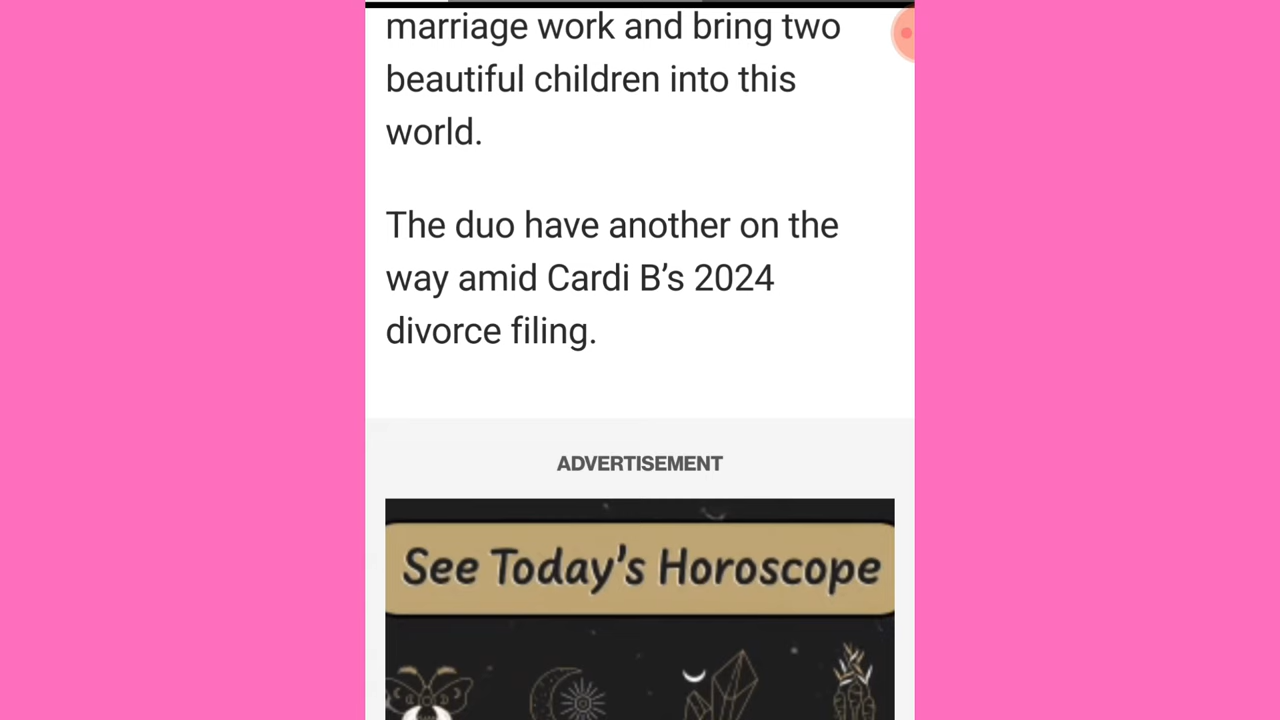 marriage work and bring two
beautiful children into this
world.
The duo have another on the
way amid Cardi B’s 2024
divorce filing.
ADVERTISEMENT
See Today's Horoscope